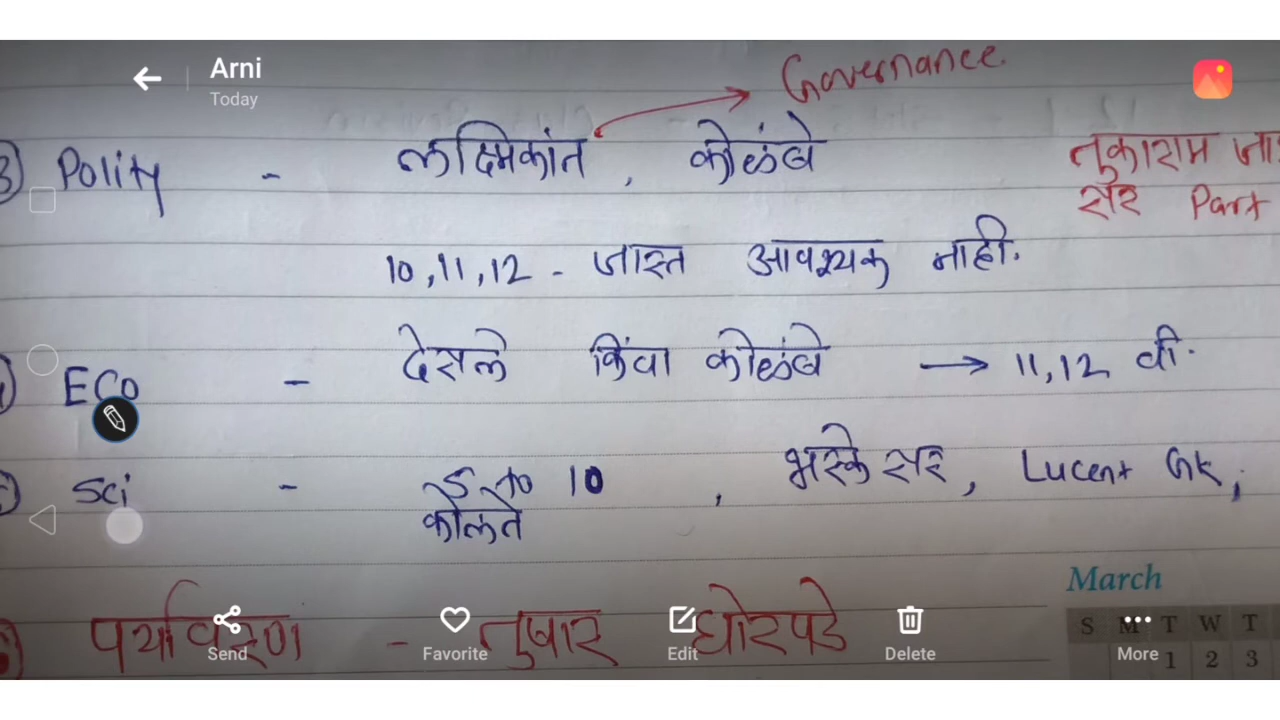 Arni
Today
Governance.
3) Polity - लक्ष्मिकांत, कोळंबे
तुकाराम जा
सर Part
10,11,12 - जास्त आवश्यक नाही.
ECO - देसले किंवा कोळंबे → 11,12 वी.
Sci - 5 to 10, भस्के सर, Lucent GK,
कोलते
पर्यावरण - तुषार घोरपडे
March
S M T W T
1 2 3
Send
Favorite
Edit
Delete
More